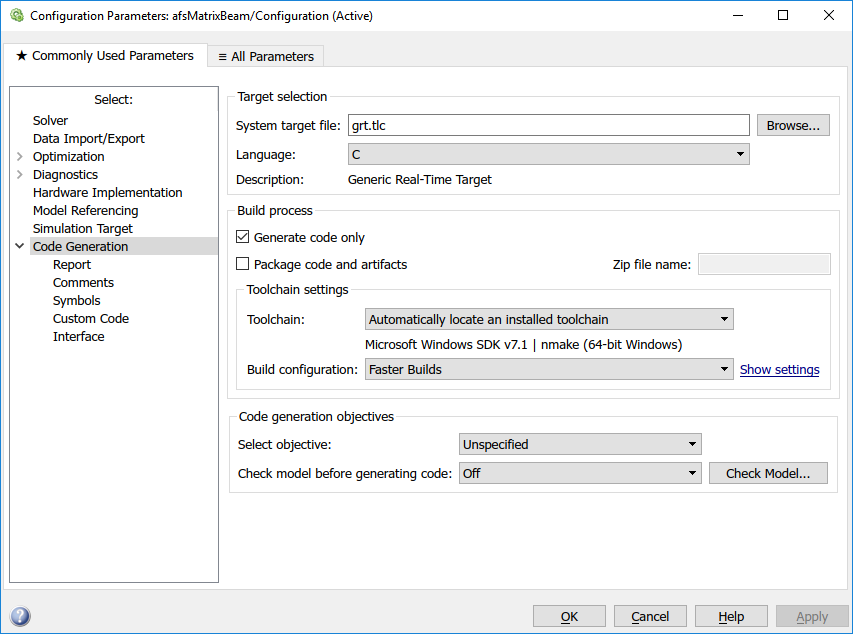 Configuration Parameters: afsMatrixBeam/Configuration (Active)
★ Commonly Used Parameters
≡ All Parameters
Select:
Solver
Data Import/Export
Optimization
Diagnostics
Hardware Implementation
Model Referencing
Simulation Target
Code Generation
Report
Comments
Symbols
Custom Code
Interface
Target selection
System target file: grt.tlc Browse...
Language: C
Description: Generic Real-Time Target
Build process
Generate code only
Package code and artifacts Zip file name:
Toolchain settings
Toolchain: Automatically locate an installed toolchain
Microsoft Windows SDK v7.1 | nmake (64-bit Windows)
Build configuration: Faster Builds Show settings
Code generation objectives
Select objective: Unspecified
Check model before generating code: Off Check Model...
? OK Cancel Help Apply